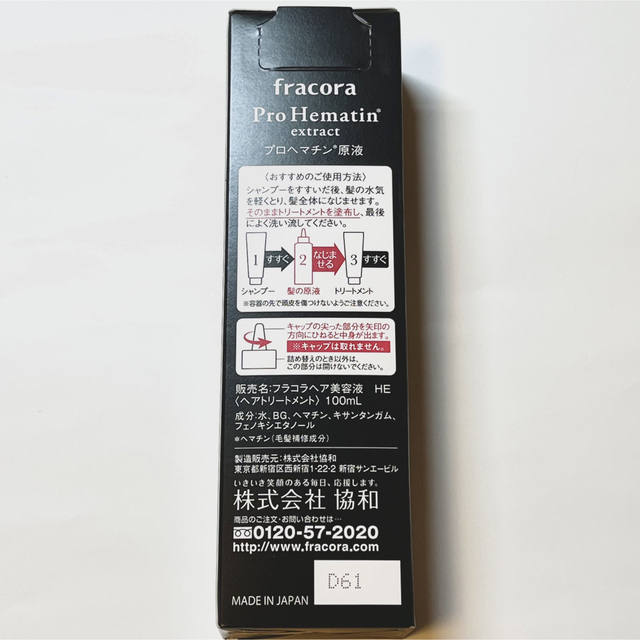 fracora
Pro Hematin*
extract
プロヘマチン*原液
〈おすすめのご使用方法〉
シャンプーをすすいだ後、髪の水気
を軽くとり、髪全体になじませます。
そのままトリートメントを塗布し、最後
によく洗い流してください。
1 すすぐ 2 なじま せる 3 すすぐ
シャンプー 髪の原液 トリートメント
※容器の先で頭皮を傷つけないようご注意ください。
キャップの尖った部分を矢印の
方向にひねると中身が出ます。
※キャップは取れません。
詰め替えのとき以外は、
この部分は開けないでください。
販売名:フラコラヘア美容液 HE
〈ヘアトリートメント〉 100mL
成分:水、BG、ヘマチン、キサンタンガム、
フェノキシエタノール
*ヘマチン(毛髪補修成分)
製造販売元:株式会社協和
東京都新宿区西新宿1-22-2 新宿サンエービル
いきいき笑顔のある毎日、応援します。
株式会社 協和
商品のご注文・お問い合わせは…
0120-57-2020
http://www.fracora.com
D61
MADE IN JAPAN